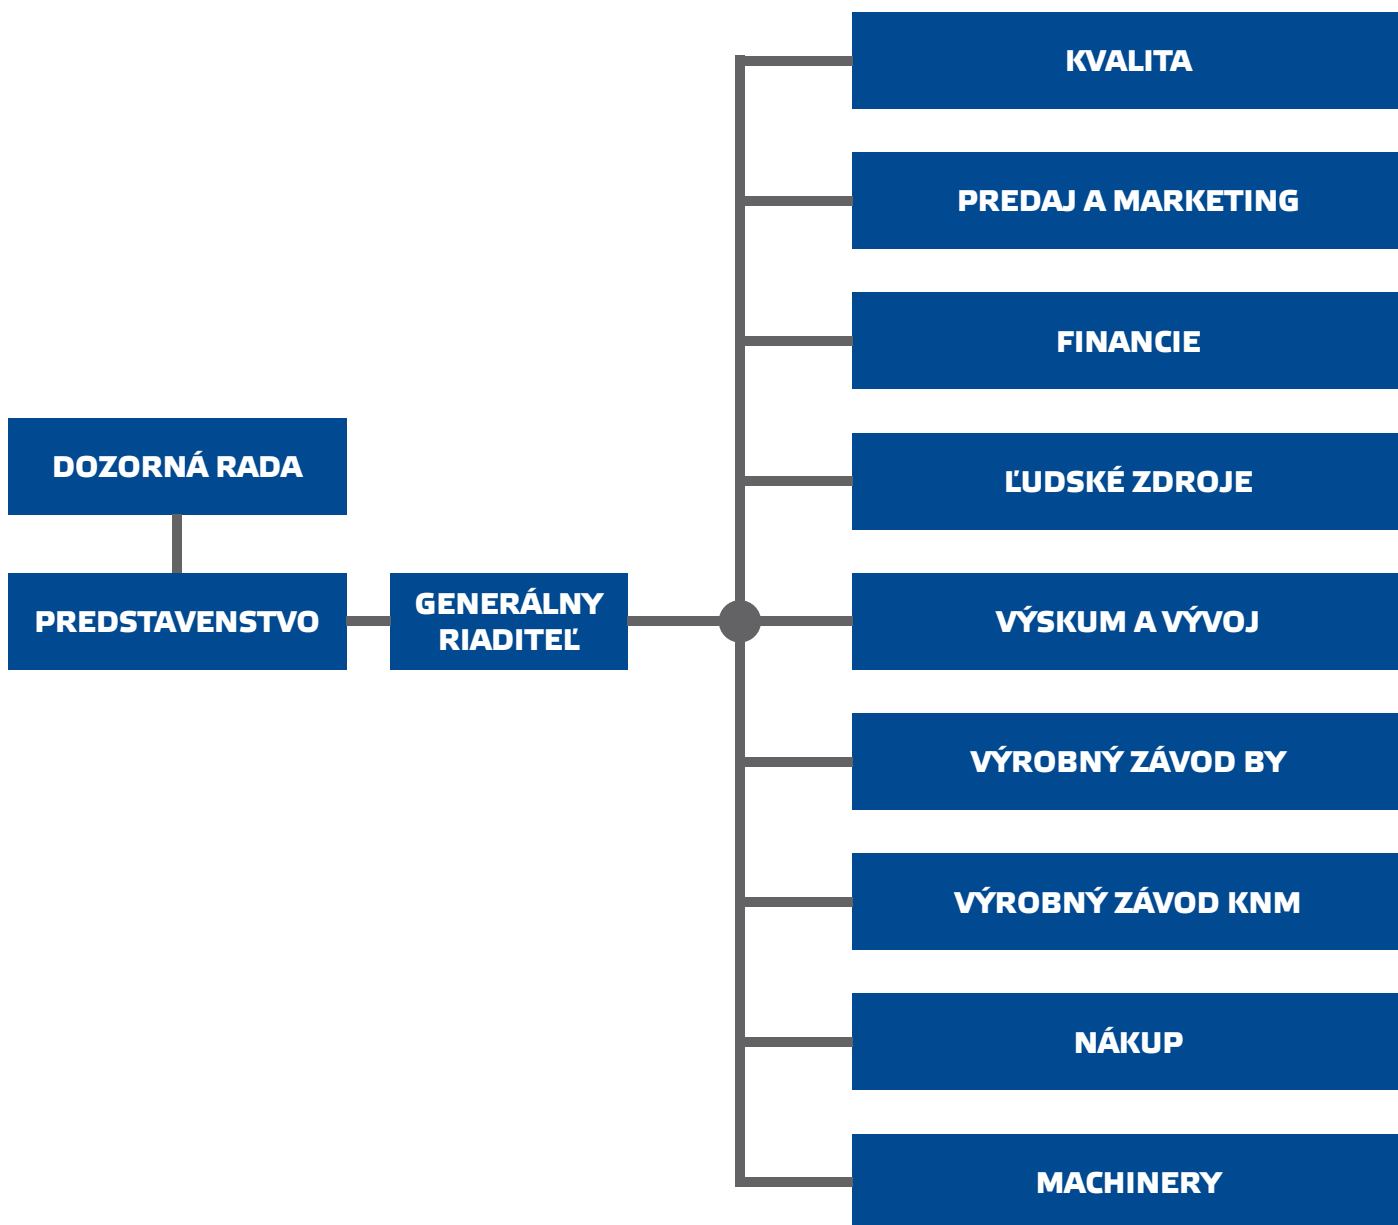 DOZORNÁ RADA
PREDSTAVENSTVO
GENERÁLNY
RIADITEĽ
KVALITA
PREDAJ A MARKETING
FINANCIE
ĽUDSKÉ ZDROJE
VÝSKUM A VÝVOJ
VÝROBNÝ ZÁVOD BY
VÝROBNÝ ZÁVOD KNM
NÁKUP
MACHINERY